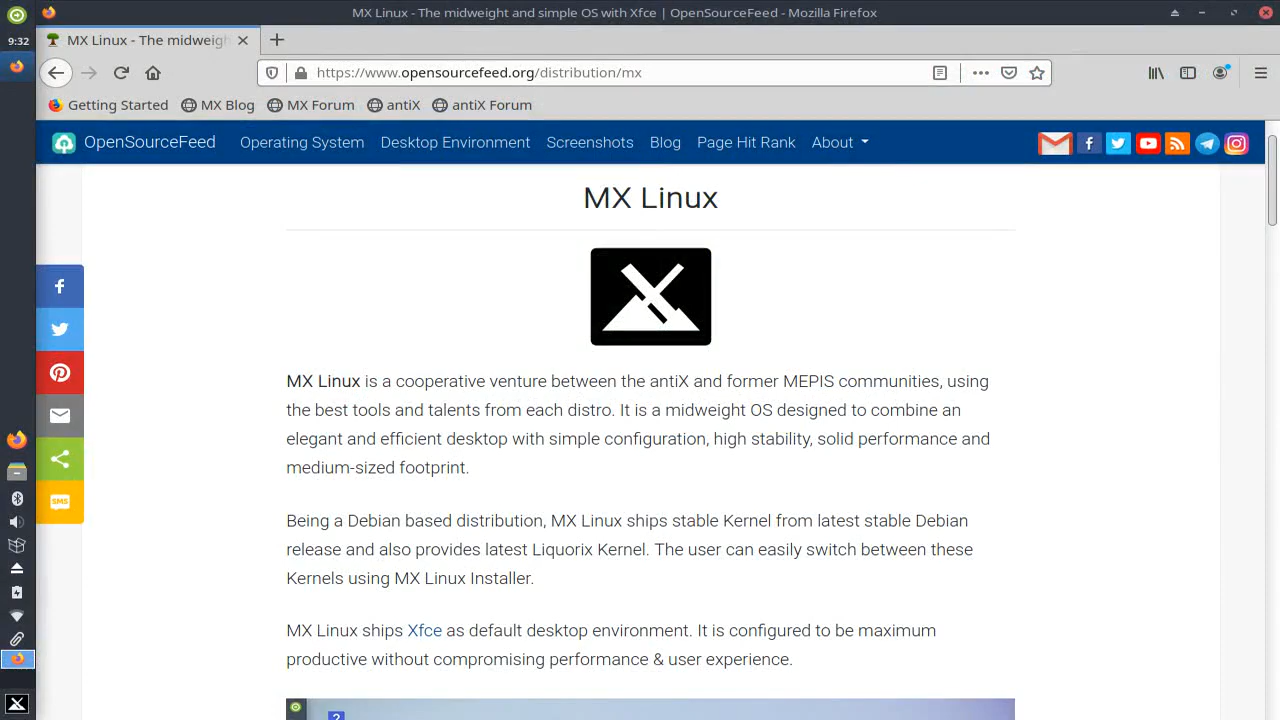 MX Linux - The midweight and simple OS with Xfce | OpenSourceFeed - Mozilla Firefox
9:32
MX Linux - The midweigh
https://www.opensourcefeed.org/distribution/mx
Getting Started MX Blog MX Forum antiX antiX Forum
OpenSourceFeed Operating System Desktop Environment Screenshots Blog Page Hit Rank About
MX Linux
MX Linux is a cooperative venture between the antiX and former MEPIS communities, using
the best tools and talents from each distro. It is a midweight OS designed to combine an
elegant and efficient desktop with simple configuration, high stability, solid performance and
medium-sized footprint.
SMS
Being a Debian based distribution, MX Linux ships stable Kernel from latest stable Debian
release and also provides latest Liquorix Kernel. The user can easily switch between these
Kernels using MX Linux Installer.
MX Linux ships Xfce as default desktop environment. It is configured to be maximum
productive without compromising performance & user experience.
?